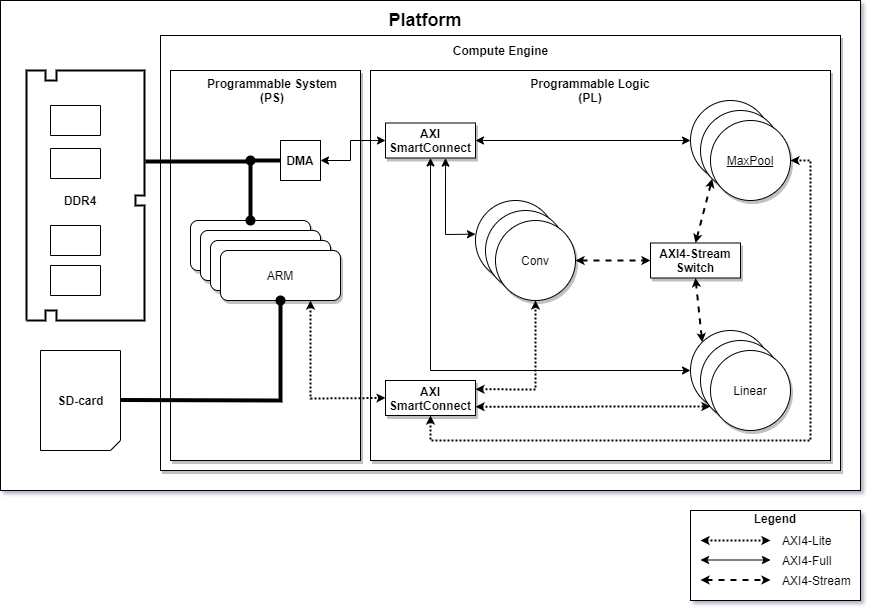 Platform
Compute Engine
Programmable System
(PS)
Programmable Logic
(PL)
AXI
SmartConnect
DMA
MaxPool
DDR4
AXI4-Stream
Switch
Conv
ARM
AXI
SmartConnect
Linear
SD-card
Legend
AXI4-Lite
AXI4-Full
AXI4-Stream